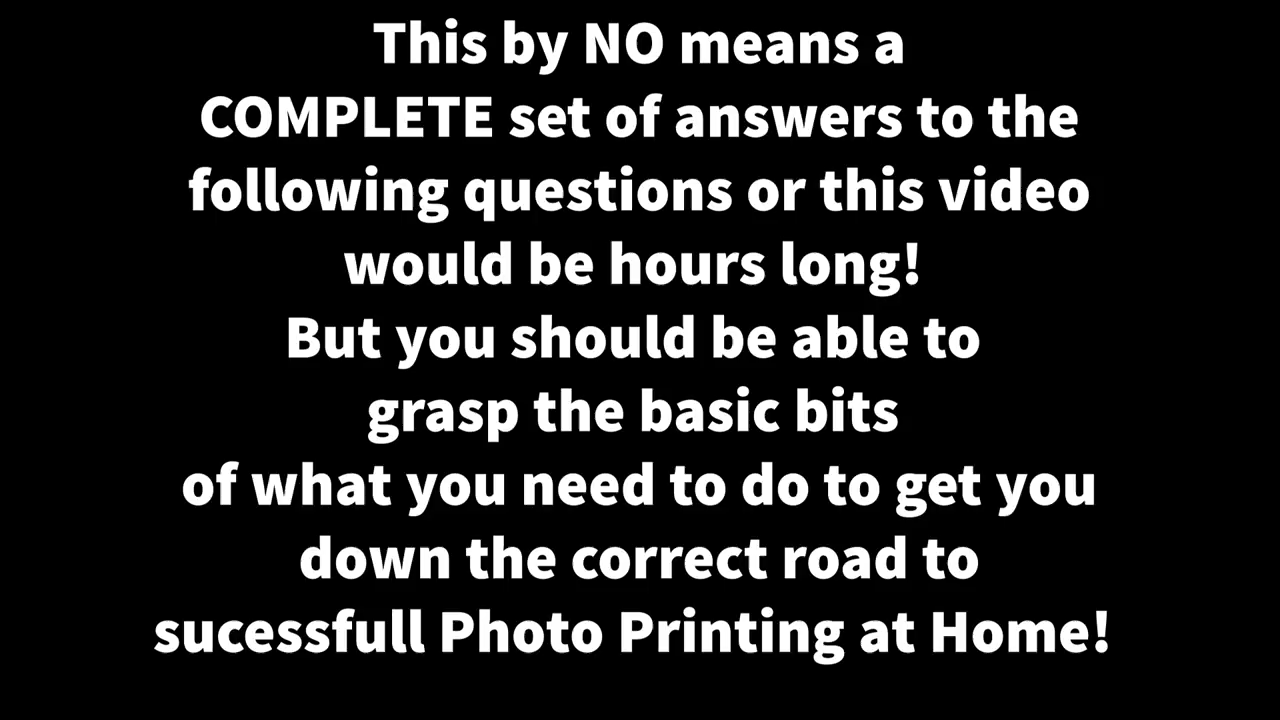 This by NO means a
COMPLETE set of answers to the
following questions or this video
would be hours long!
But you should be able to
grasp the basic bits
of what you need to do to get you
down the correct road to
sucessfull Photo Printing at Home!